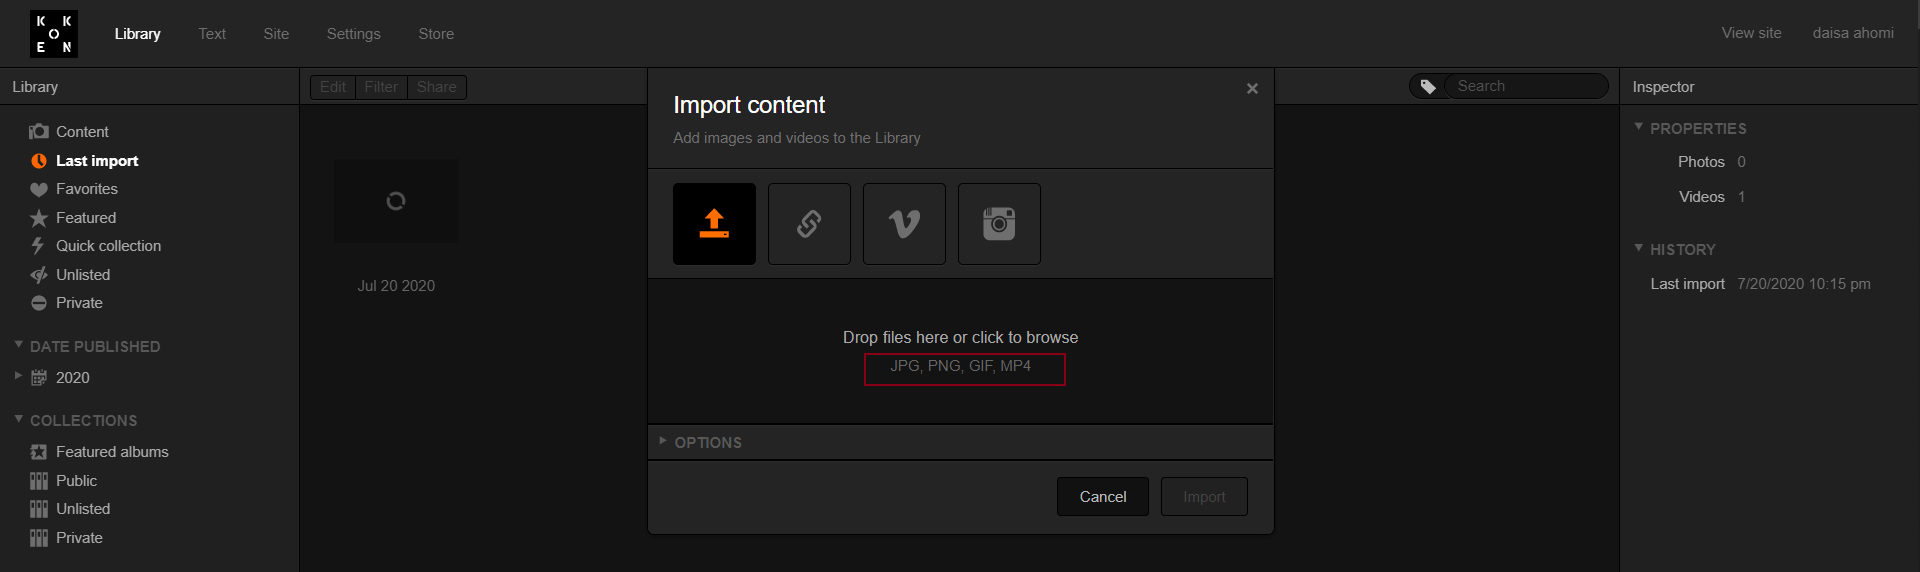 K K
O
E N
Library Text Site Settings Store
View site daisa ahomi
Library
Content
Last import
Favorites
Featured
Quick collection
Unlisted
Private
DATE PUBLISHED
2020
COLLECTIONS
Featured albums
Public
Unlisted
Private
Edit Filter Share
Jul 20 2020
Import content
Add images and videos to the Library
Drop files here or click to browse
JPG, PNG, GIF, MP4
OPTIONS
Cancel Import
Search
Inspector
PROPERTIES
Photos 0
Videos 1
HISTORY
Last import 7/20/2020 10:15 pm